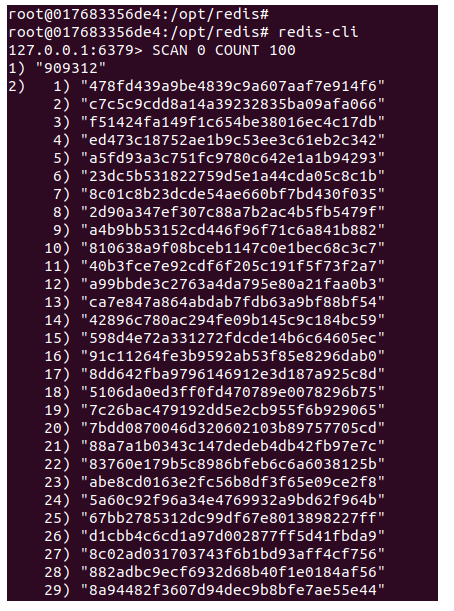 root@017683356de4:/opt/redis#
root@017683356de4:/opt/redis# redis-cli
127.0.0.1:6379> SCAN 0 COUNT 100
1) "909312"
2)   1) "478fd439a9be4839c9a607aaf7e914f6"
     2) "c7c5c9cdd8a14a39232835ba09afa066"
     3) "f51424fa149f1c654be38016ec4c17db"
     4) "ed473c18752ae1b9c53ee3c61eb2c342"
     5) "a5fd93a3c751fc9780c642e1a1b94293"
     6) "23dc5b531822759d5e1a44cda05c8c1b"
     7) "8c01c8b23dcde54ae660bf7bd430f035"
     8) "2d90a347ef307c88a7b2ac4b5fb5479f"
     9) "a4b9bb53152cd446f96f71c6a841b882"
    10) "810638a9f08bceb1147c0e1bec68c3c7"
    11) "40b3fce7e92cdf6f205c191f5f73f2a7"
    12) "a99bbde3c2763a4da795e80a21faa0b3"
    13) "ca7e847a864abdab7fdb63a9bf88bf54"
    14) "42896c780ac294fe09b145c9c184bc59"
    15) "598d4e72a331272fdcde14b6c64605ec"
    16) "91c11264fe3b9592ab53f85e8296dab0"
    17) "8dd642fba9796146912e3d187a925c8d"
    18) "5106da0ed3ff0fd470789e0078296b75"
    19) "7c26bac479192dd5e2cb955f6b929065"
    20) "7bdd0870046d320602103b89757705cd"
    21) "88a7a1b0343c147dedeb4db42fb97e7c"
    22) "83760e179b5c8986bfeb6c6a6038125b"
    23) "abe8cd0163e2fc56b8df3f65e09ce2f8"
    24) "5a60c92f96a34e4769932a9bd62f964b"
    25) "67bb2785312dc99df67e8013898227ff"
    26) "d1cbb4c6cd1a97d002877ff5d41fbda9"
    27) "8c02ad031703743f6b1bd93aff4cf756"
    28) "882adbc9ecf6932d68b40f1e0184af56"
    29) "8a94482f3607d94dec9b8bfe7ae55e44"